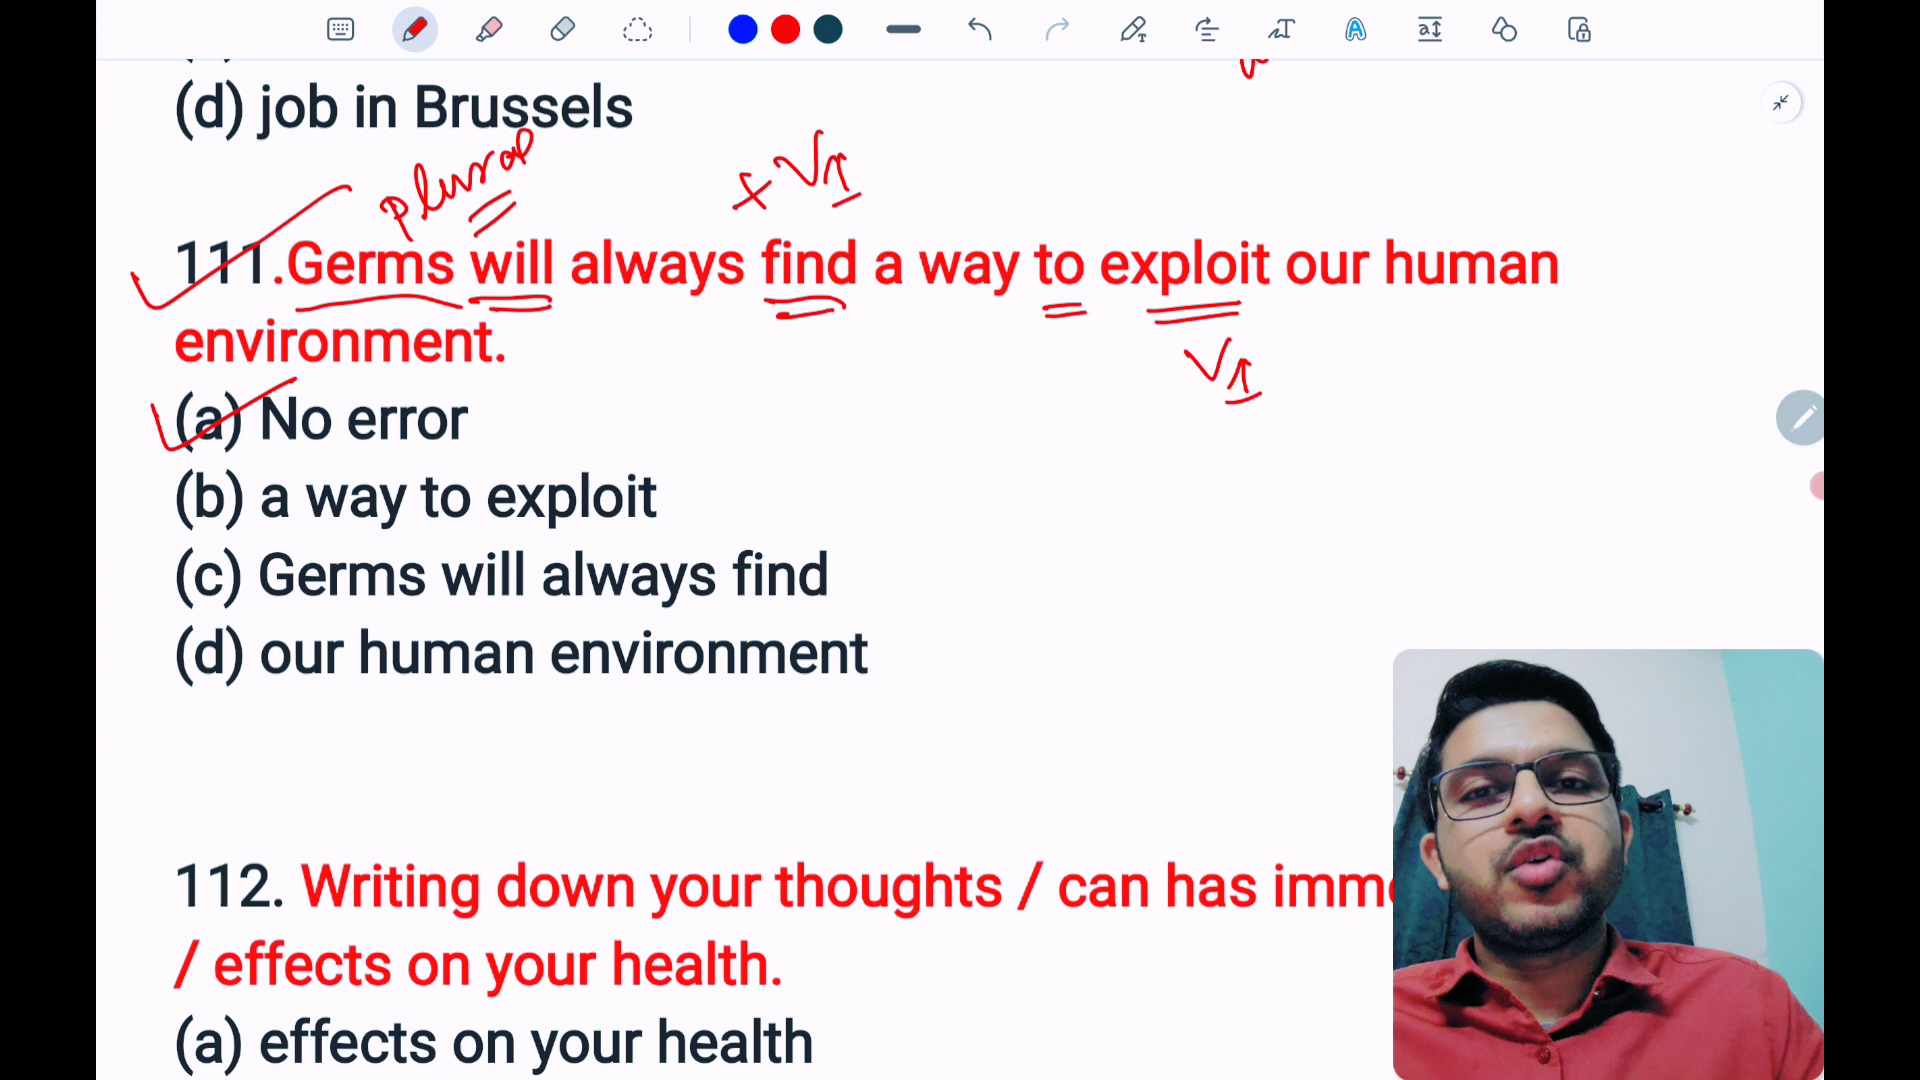 (d) job in Brussels
plural
+ V1
111.Germs will always find a way to exploit our human
environment.
V1
(a) No error
(b) a way to exploit
(c) Germs will always find
(d) our human environment
112. Writing down your thoughts / can has
/ effects on your health.
(a) effects on your health